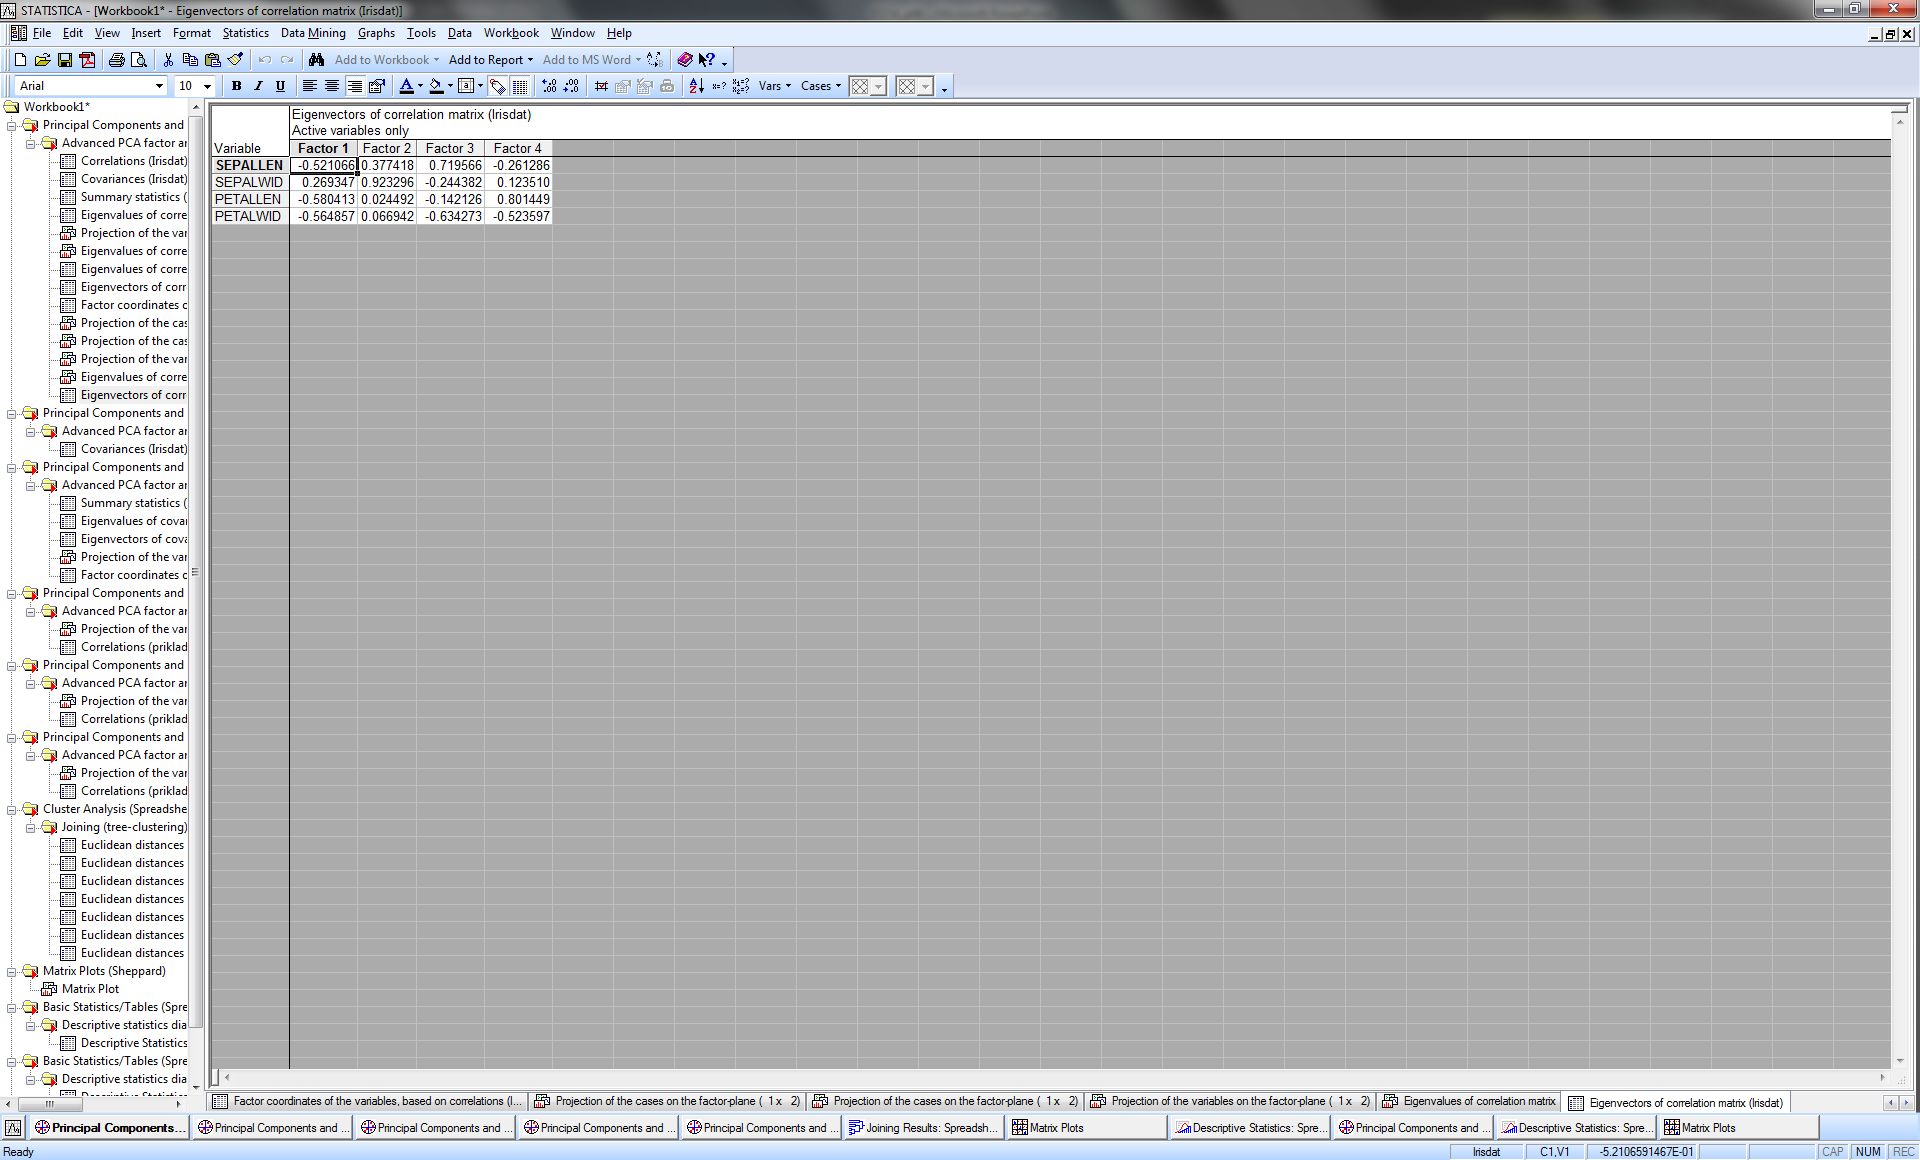 STATISTICA - [Workbook1* - Eigenvectors of correlation matrix (Irisdat)]
File Edit View Insert Format Statistics Data Mining Graphs Tools Data Workbook Window Help
Add to Workbook Add to Report Add to MS Word
Arial 10 B I U Vars Cases
Workbook1*
Principal Components and
Advanced PCA factor ar
Correlations (Irisdat)
Covariances (Irisdat)
Summary statistics (
Eigenvalues of corre
Projection of the var
Eigenvalues of corre
Eigenvalues of corre
Eigenvectors of corr
Factor coordinates c
Projection of the cas
Projection of the cas
Projection of the var
Eigenvalues of corre
Eigenvectors of corr
Principal Components and
Advanced PCA factor ar
Covariances (Irisdat)
Principal Components and
Advanced PCA factor ar
Summary statistics (
Eigenvalues of covar
Eigenvectors of cova
Projection of the var
Factor coordinates c
Principal Components and
Advanced PCA factor ar
Projection of the var
Correlations (priklad
Principal Components and
Advanced PCA factor ar
Projection of the var
Correlations (priklad
Principal Components and
Advanced PCA factor ar
Projection of the var
Correlations (priklad
Cluster Analysis (Spreadshe
Joining (tree-clustering)
Euclidean distances
Euclidean distances
Euclidean distances
Euclidean distances
Euclidean distances
Euclidean distances
Euclidean distances
Matrix Plots (Sheppard)
Matrix Plot
Basic Statistics/Tables (Spre
Descriptive statistics dia
Descriptive Statistics
Basic Statistics/Tables (Spre
Descriptive statistics dia
Descriptive Statistics
Eigenvectors of correlation matrix (Irisdat)
Active variables only
Variable Factor 1 Factor 2 Factor 3 Factor 4
SEPALLEN -0.521066 0.377418 0.719566 -0.261286
SEPALWID 0.269347 0.923296 -0.244382 0.123510
PETALLEN -0.580413 0.024492 -0.142126 0.801449
PETALWID -0.564857 0.066942 -0.634273 -0.523597
Factor coordinates of the variables, based on correlations (I... Projection of the cases on the factor-plane ( 1 x 2) Projection of the cases on the factor-plane ( 1 x 2) Projection of the variables on the factor-plane ( 1 x 2) Eigenvalues of correlation matrix Eigenvectors of correlation matrix (Irisdat)
Principal Components... Principal Components and ... Principal Components and ... Principal Components and ... Principal Components and ... Joining Results: Spreadsh... Matrix Plots Descriptive Statistics: Spre... Principal Components and ... Descriptive Statistics: Spre... Matrix Plots
Ready Irisdat C1,V1 -5.2106591467E-01 CAP NUM REC